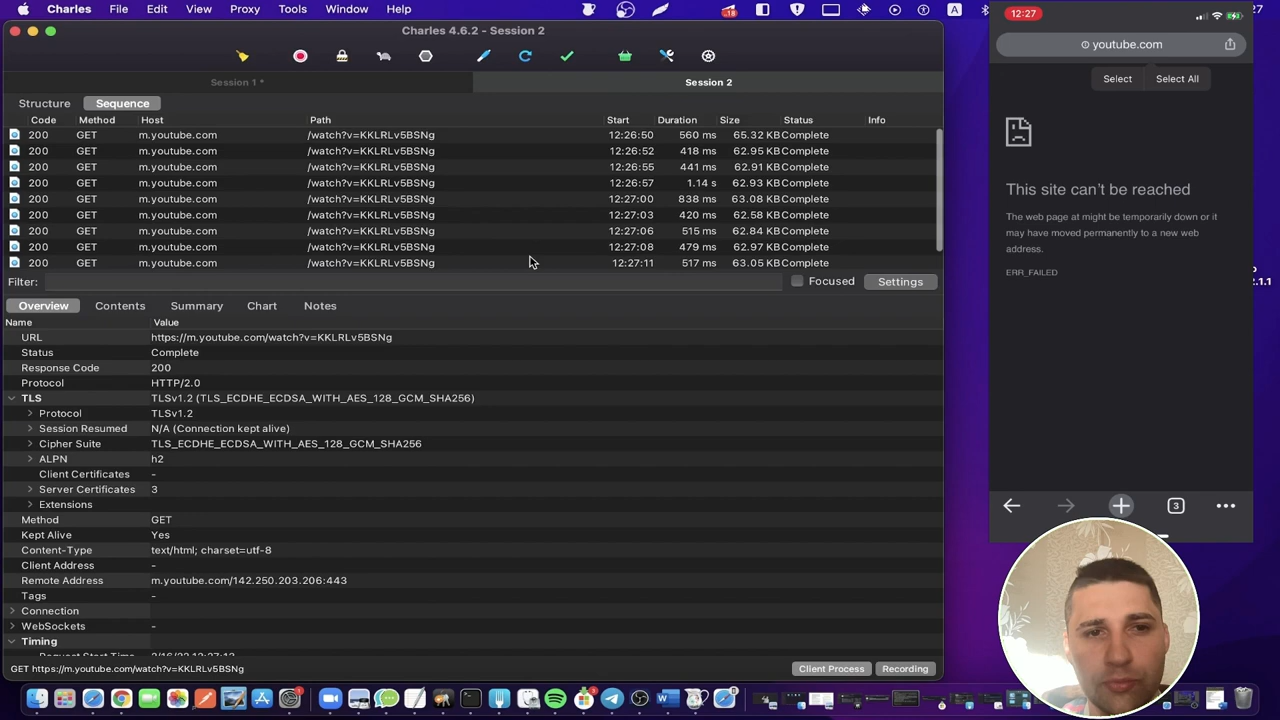 Charles File Edit View Proxy Tools Window Help
18
A
27
Charles 4.6.2 - Session 2
Session 1 *
Session 2
Structure
Sequence
Code Method Host Path Start Duration Size Status Info
200 GET m.youtube.com /watch?v=KKLRLv5BSNg 12:26:50 560 ms 65.32 KB Complete
200 GET m.youtube.com /watch?v=KKLRLv5BSNg 12:26:52 418 ms 62.95 KB Complete
200 GET m.youtube.com /watch?v=KKLRLv5BSNg 12:26:55 441 ms 62.91 KB Complete
200 GET m.youtube.com /watch?v=KKLRLv5BSNg 12:26:57 1.14 s 62.93 KB Complete
200 GET m.youtube.com /watch?v=KKLRLv5BSNg 12:27:00 838 ms 63.08 KB Complete
200 GET m.youtube.com /watch?v=KKLRLv5BSNg 12:27:03 420 ms 62.58 KB Complete
200 GET m.youtube.com /watch?v=KKLRLv5BSNg 12:27:06 515 ms 62.84 KB Complete
200 GET m.youtube.com /watch?v=KKLRLv5BSNg 12:27:08 479 ms 62.97 KB Complete
200 GET m.youtube.com /watch?v=KKLRLv5BSNg 12:27:11 517 ms 63.05 KB Complete
Filter:
Focused
Settings
Overview Contents Summary Chart Notes
Name Value
URL https://m.youtube.com/watch?v=KKLRLv5BSNg
Status Complete
Response Code 200
Protocol HTTP/2.0
TLS TLSv1.2 (TLS_ECDHE_ECDSA_WITH_AES_128_GCM_SHA256)
Protocol TLSv1.2
Session Resumed N/A (Connection kept alive)
Cipher Suite TLS_ECDHE_ECDSA_WITH_AES_128_GCM_SHA256
ALPN h2
Client Certificates -
Server Certificates 3
Extensions
Method GET
Kept Alive Yes
Content-Type text/html; charset=utf-8
Client Address -
Remote Address m.youtube.com/142.250.203.206:443
Tags -
Connection
WebSockets -
Timing
GET https://m.youtube.com/watch?v=KKLRLv5BSNg
Client Process
Recording
12:27
youtube.com
Select
Select All
This site can't be reached
The web page at might be temporarily down or it
may have moved permanently to a new web
address.
ERR_FAILED
3
2.1.1